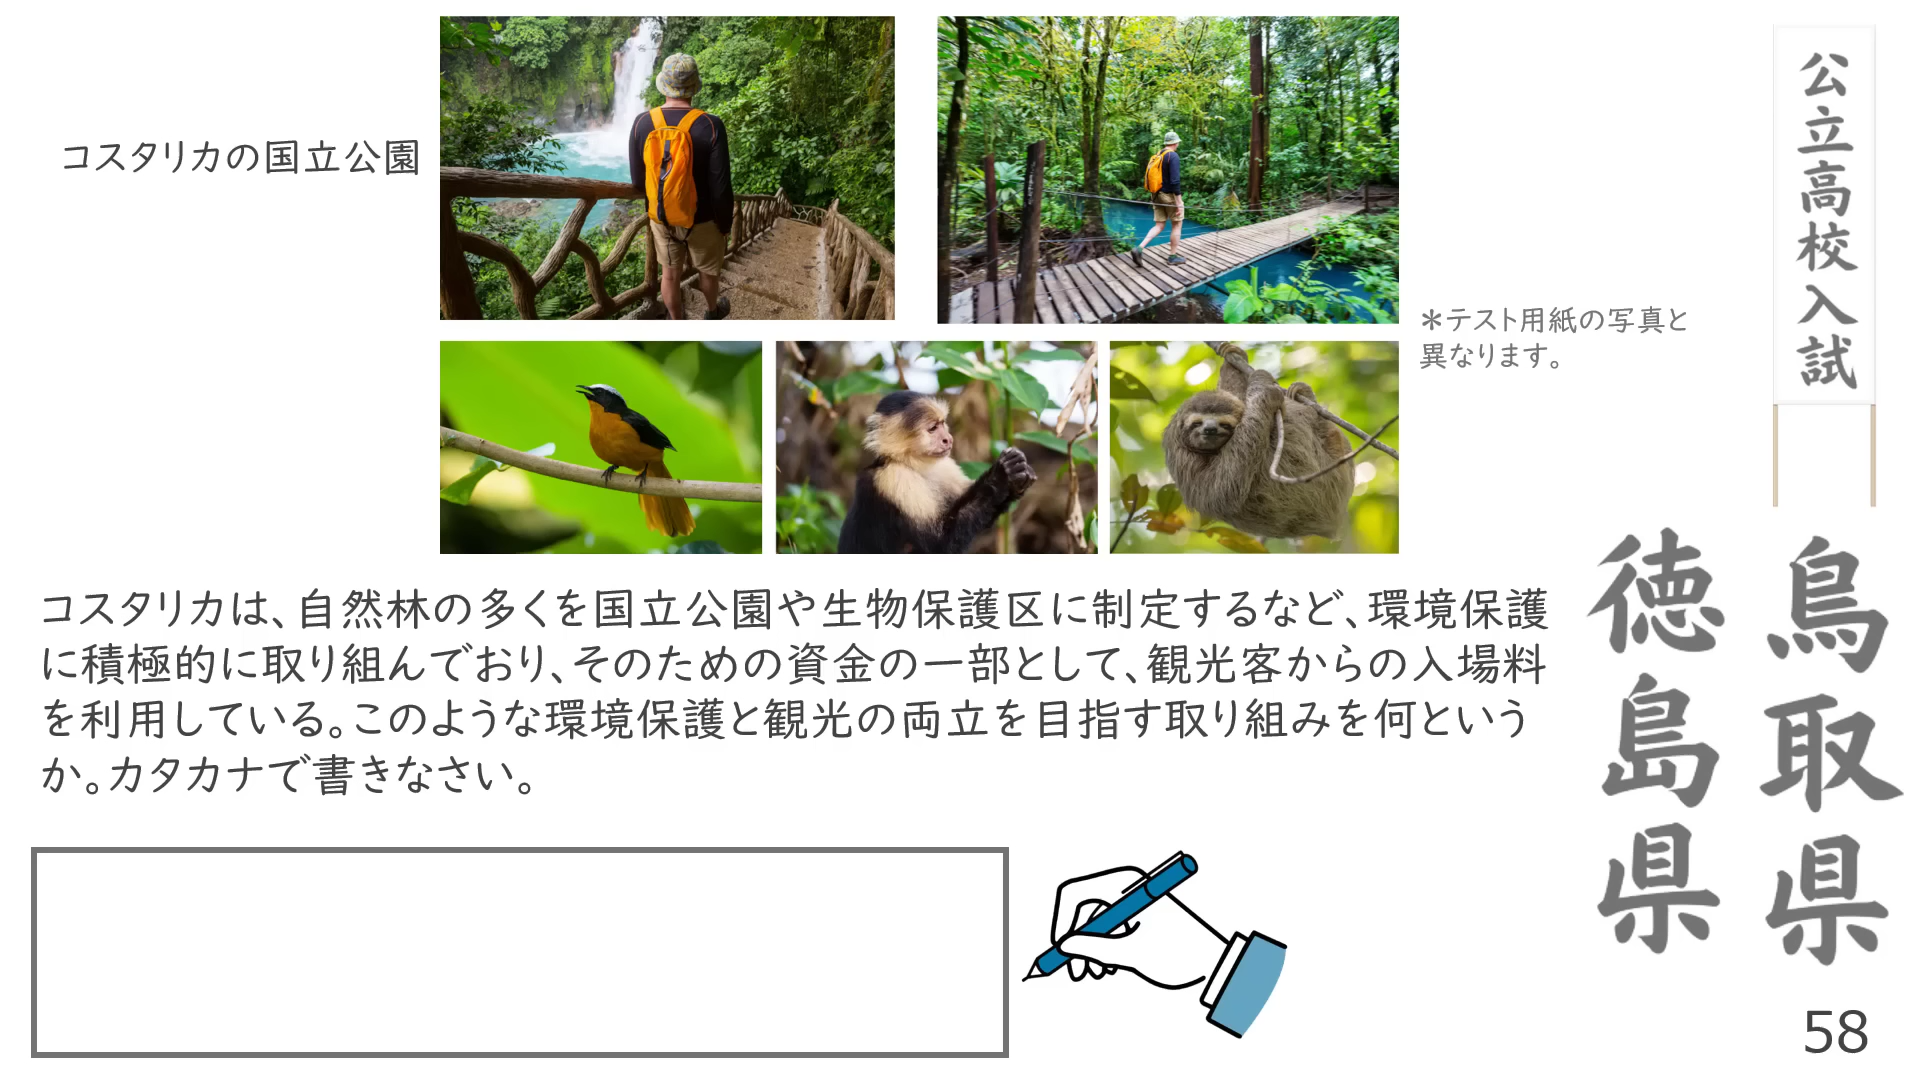 コスタリカの国立公園
＊テスト用紙の写真と
異なります。
コスタリカは、自然林の多くを国立公園や生物保護区に制定するなど、環境保護
に積極的に取り組んでおり、そのための資金の一部として、観光客からの入場料
を利用している。このような環境保護と観光の両立を目指す取り組みを何という
か。カタカナで書きなさい。
公立高校入試
鳥取県
徳島県
58